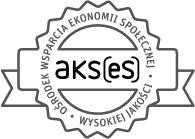 OŚRODEK WSPARCIA EKONOMII SPOŁECZNEJ
AKS(eS)
• WYSOKIEJ JAKOŚCI •